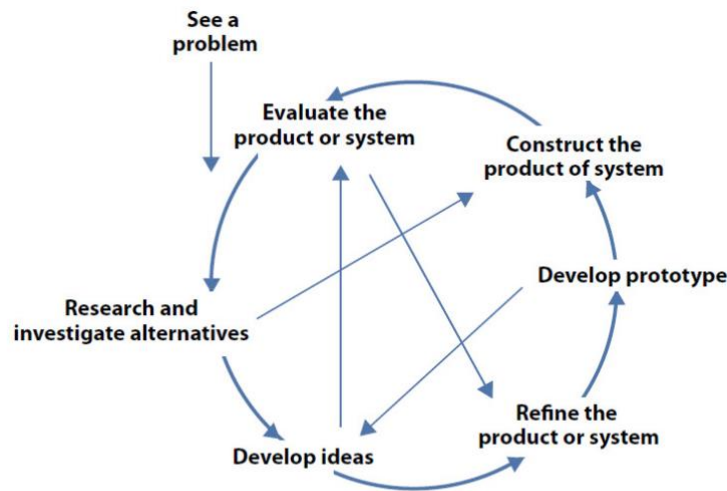 See a
problem
Evaluate the
product or system
Construct the
product of system
Develop prototype
Research and
investigate alternatives
Refine the
product or system
Develop ideas